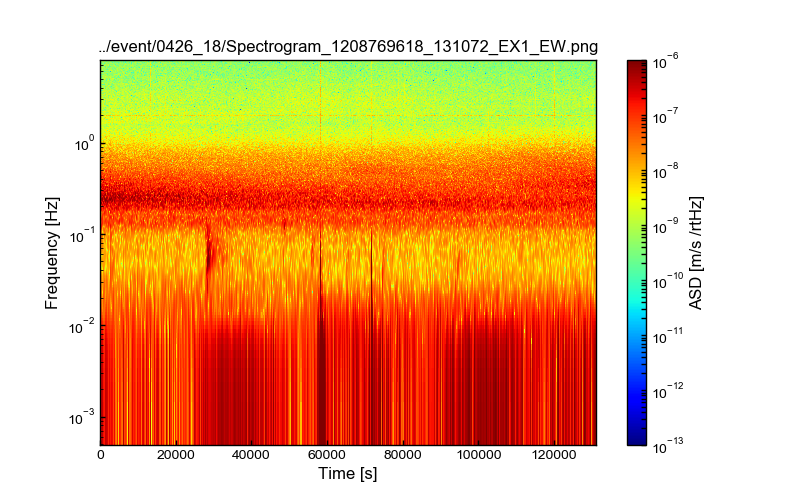 ../event/0426_18/Spectrogram_1208769618_131072_EX1_EW.png
10⁰
10⁻¹
10⁻²
10⁻³
Frequency [Hz]
0 20000 40000 60000 80000 100000 120000
Time [s]
10⁻⁶
10⁻⁷
10⁻⁸
10⁻⁹
10⁻¹⁰
10⁻¹¹
10⁻¹²
10⁻¹³
ASD [m/s /rtHz]